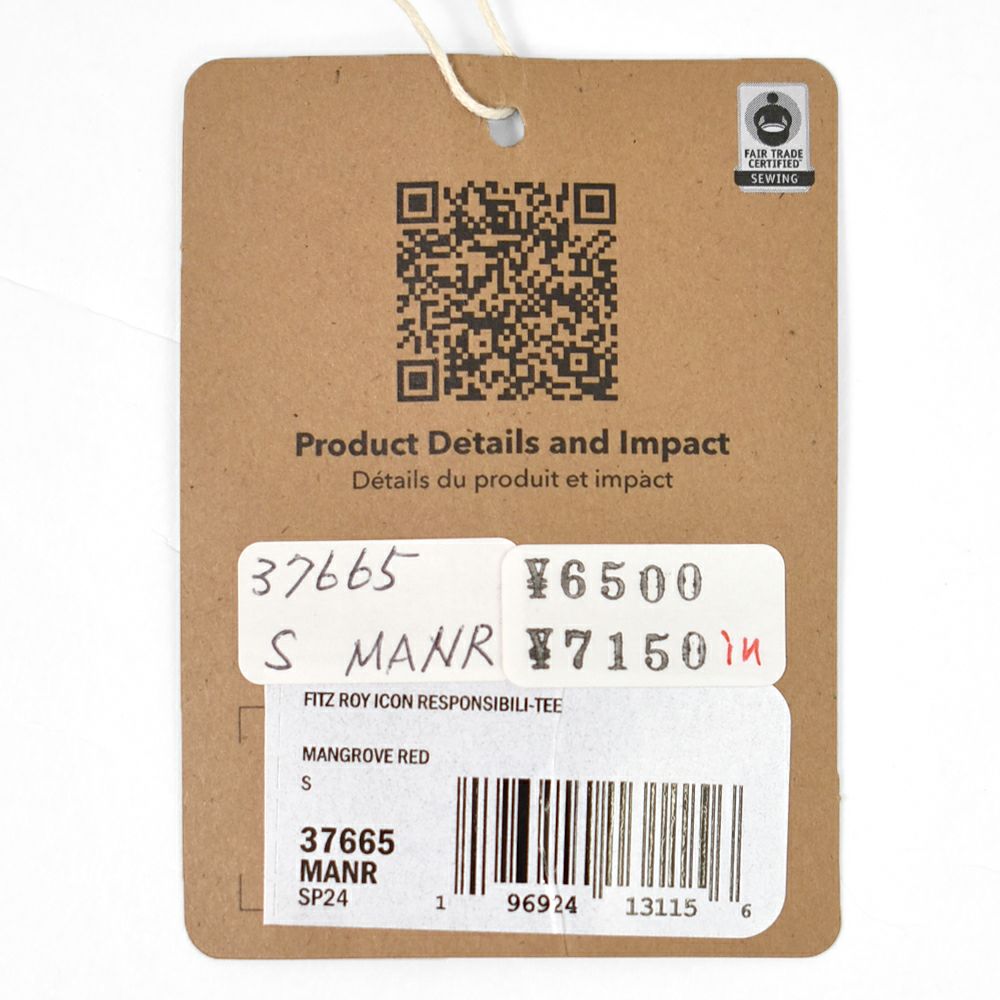 FAIR TRADE
CERTIFIED™
SEWING
Product Details and Impact
Détails du produit et impact
37665
S MANR
¥6500
¥7150 in
FITZ ROY ICON RESPONSIBILI-TEE
MANGROVE RED
S
37665
MANR
SP24
1 96924 13115 6